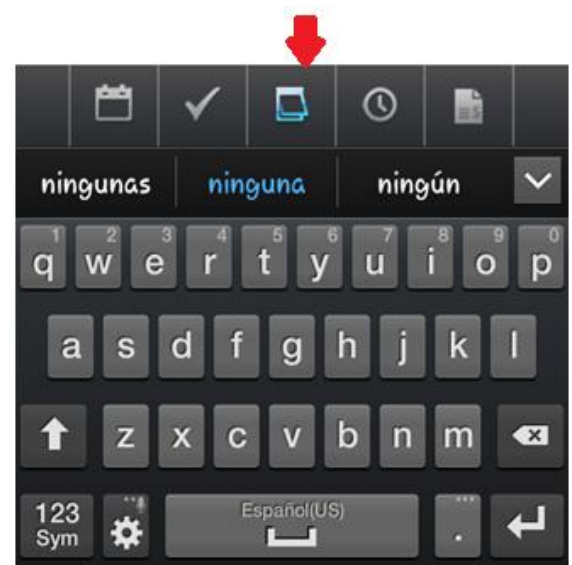 ningunas ninguna ningún
1 2 3 4 5 6 7 8 9 0
q w e r t y u i o p
a s d f g h j k l
z x c v b n m
123 Español(US) .
Sym